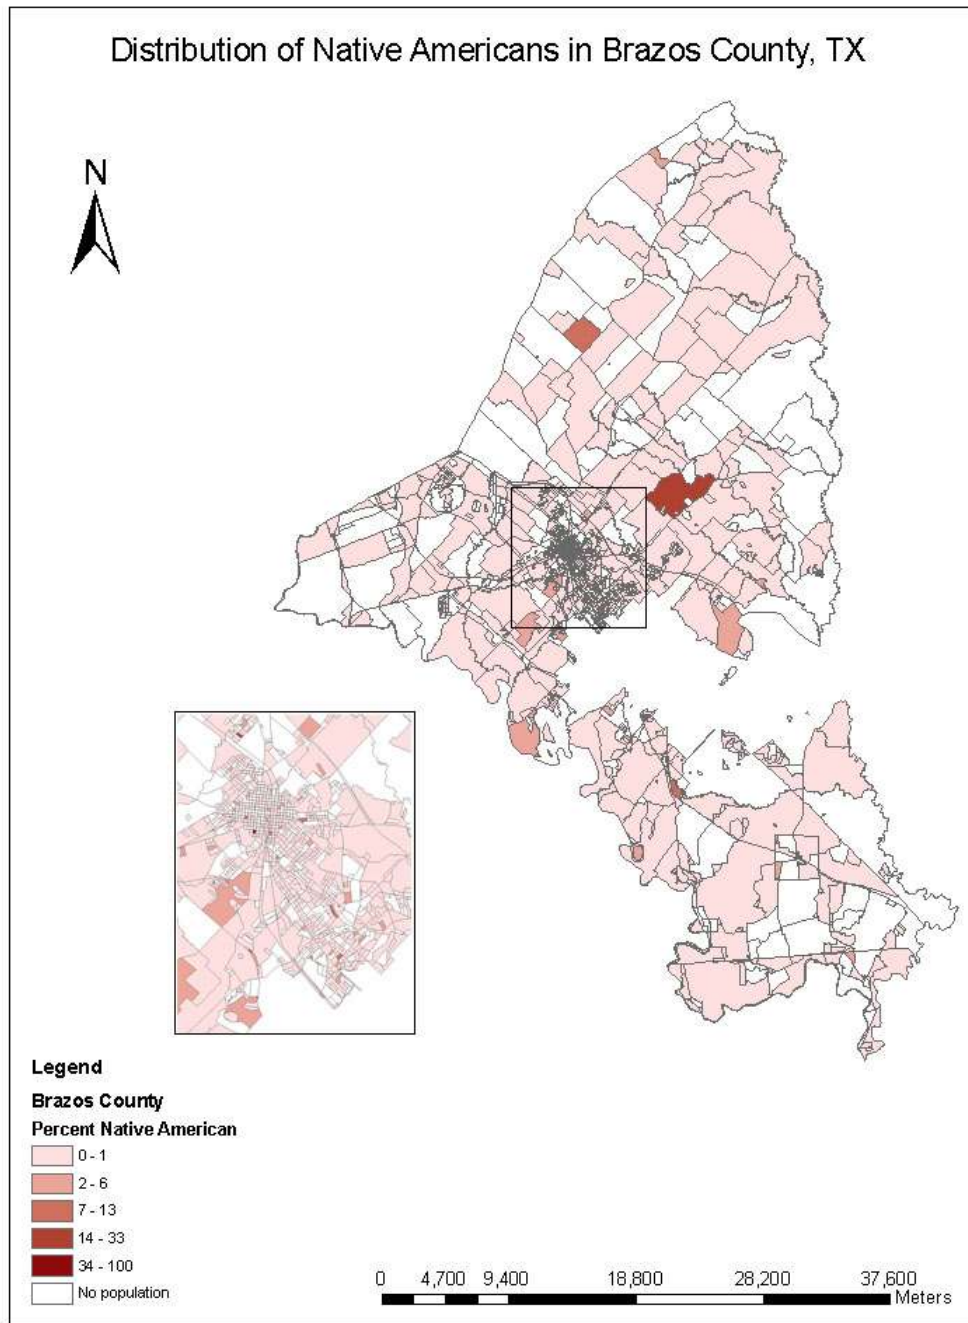 Distribution of Native Americans in Brazos County, TX
N
Legend
Brazos County
Percent Native American
0 - 1
2 - 6
7 - 13
14 - 33
34 - 100
No population
0 4,700 9,400 18,800 28,200 37,600
Meters